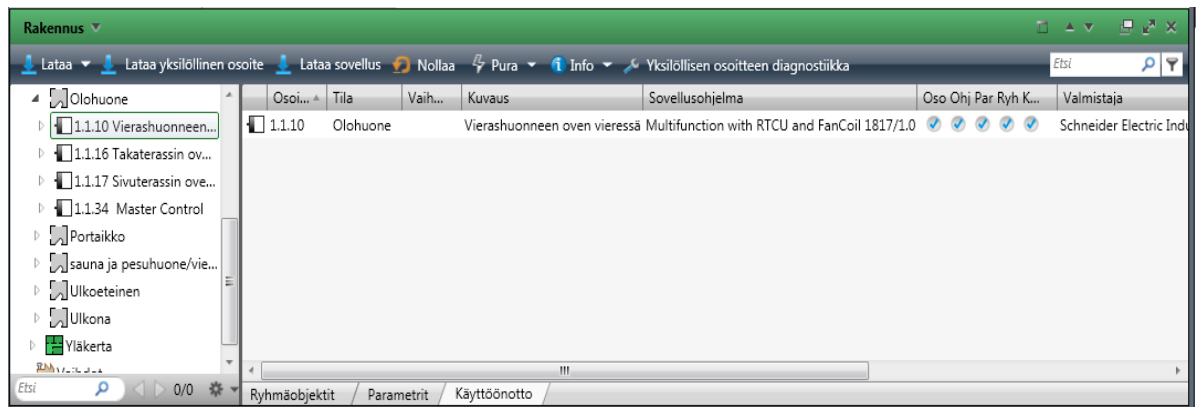 Rakennus
Lataa Lataa yksilöllinen osoite Lataa sovellus Nollaa Pura Info Yksilöllisen osoitteen diagnostiikka Etsi
Olohuone
1.1.10 Vierashuonneen...
1.1.16 Takaterassin ov...
1.1.17 Sivuterassin ove...
1.1.34 Master Control
Portaikko
sauna ja pesuhuone/vie...
Ulkoeteinen
Ulkona
Yläkerta
Etsi 0/0
Osoi... Tila Vaih... Kuvaus Sovellusohjelma Oso Ohj Par Ryh K... Valmistaja
1.1.10 Olohuone Vierashuonneen oven vieressä Multifunction with RTCU and FanCoil 1817/1.0 Schneider Electric Indu
Ryhmäobjektit Parametrit Käyttöönotto